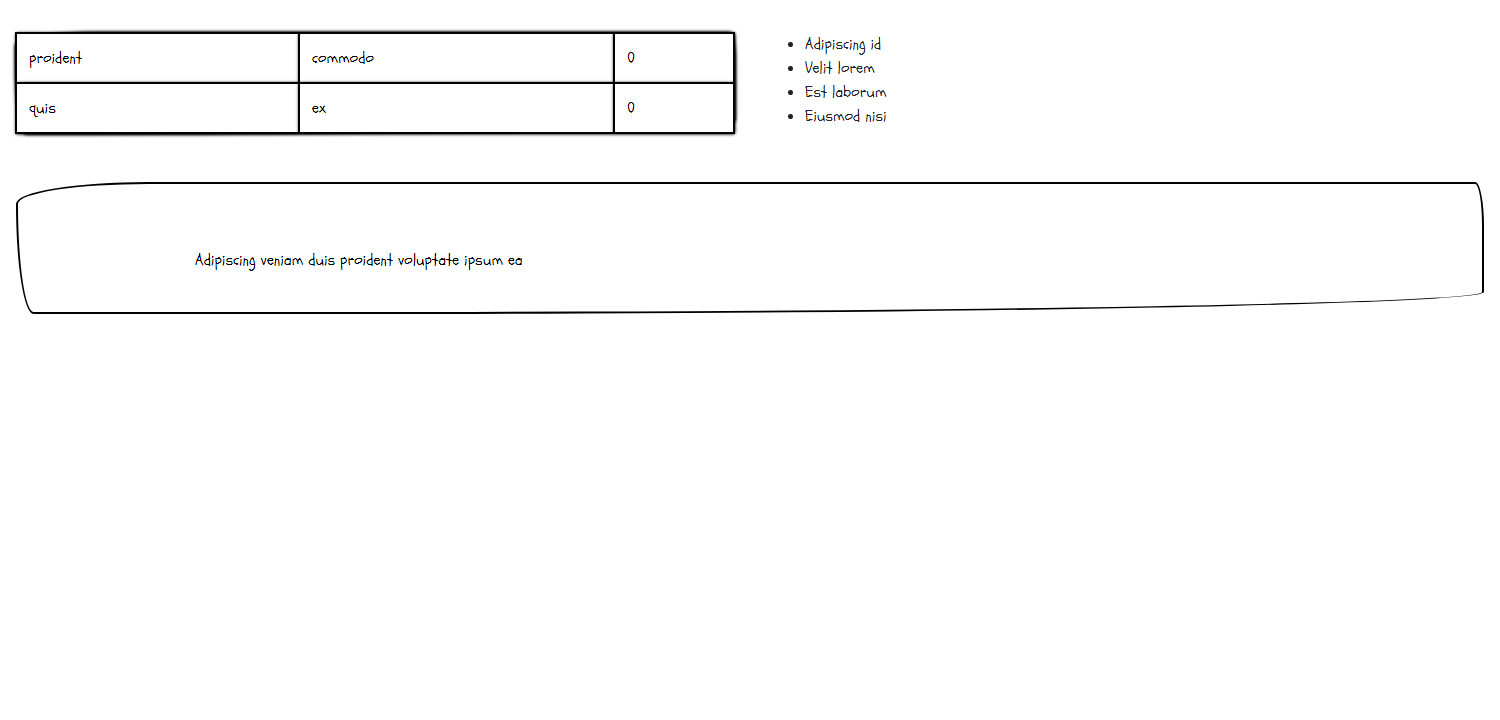 proident commodo 0
quis ex 0
Adipiscing id
Velit lorem
Est laborum
Eiusmod nisi
Adipiscing veniam duis proident voluptate ipsum ea